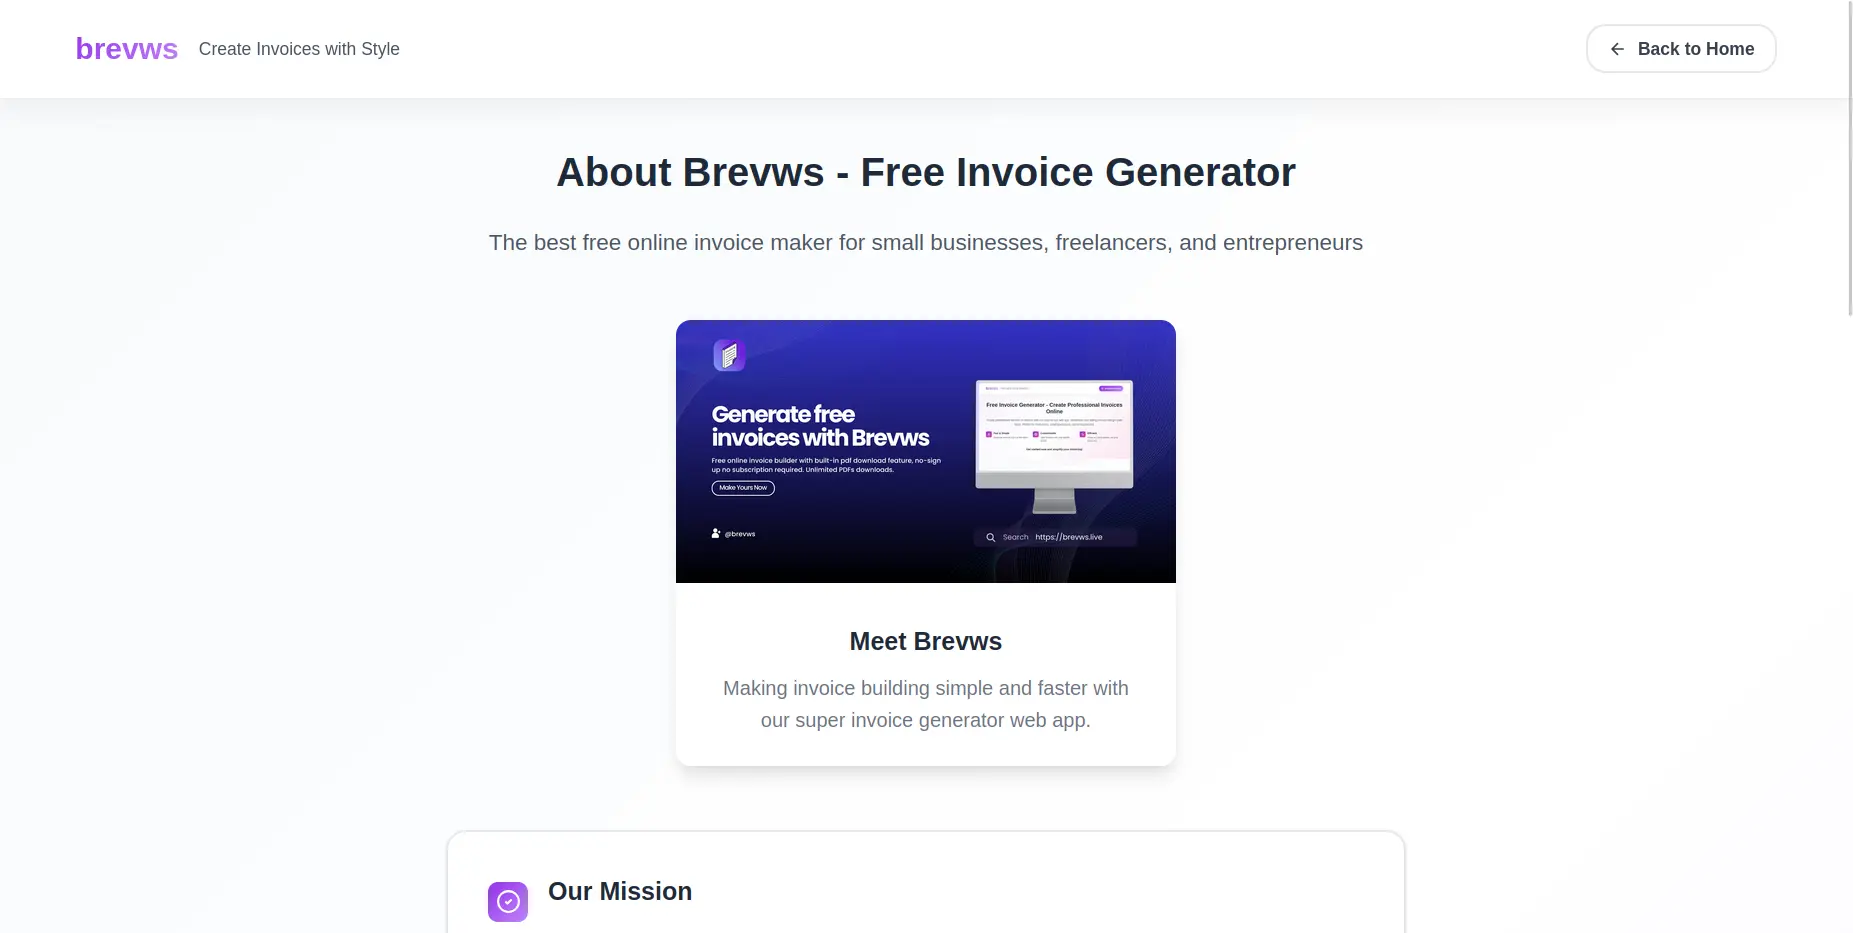 brevws
Create Invoices with Style
Back to Home
About Brevws - Free Invoice Generator
The best free online invoice maker for small businesses, freelancers, and entrepreneurs
Generate free
invoices with Brevws
Free online invoice builder with built-in pdf download feature, no-sign
up no subscription required. Unlimited PDFs downloads.
Make Yours Now
@brevws
Free Invoice Generator - Create Professional Invoices
Online
Search https://brevws.live
Meet Brevws
Making invoice building simple and faster with
our super invoice generator web app.
Our Mission